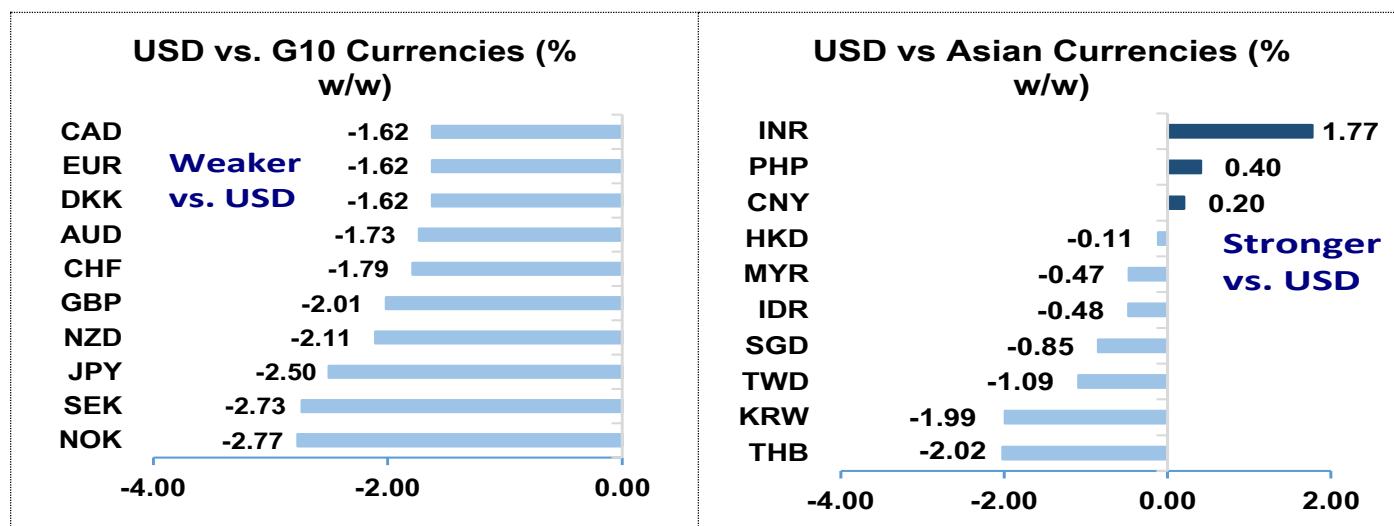 USD vs. G10 Currencies (%
w/w)
CAD -1.62
EUR -1.62
DKK -1.62
AUD -1.73
CHF -1.79
GBP -2.01
NZD -2.11
JPY -2.50
SEK -2.73
NOK -2.77
Weaker
vs. USD
-4.00 -2.00 0.00
USD vs Asian Currencies (%
w/w)
INR 1.77
PHP 0.40
CNY 0.20
HKD -0.11
MYR -0.47
IDR -0.48
SGD -0.85
TWD -1.09
KRW -1.99
THB -2.02
Stronger
vs. USD
-4.00 -2.00 0.00 2.00